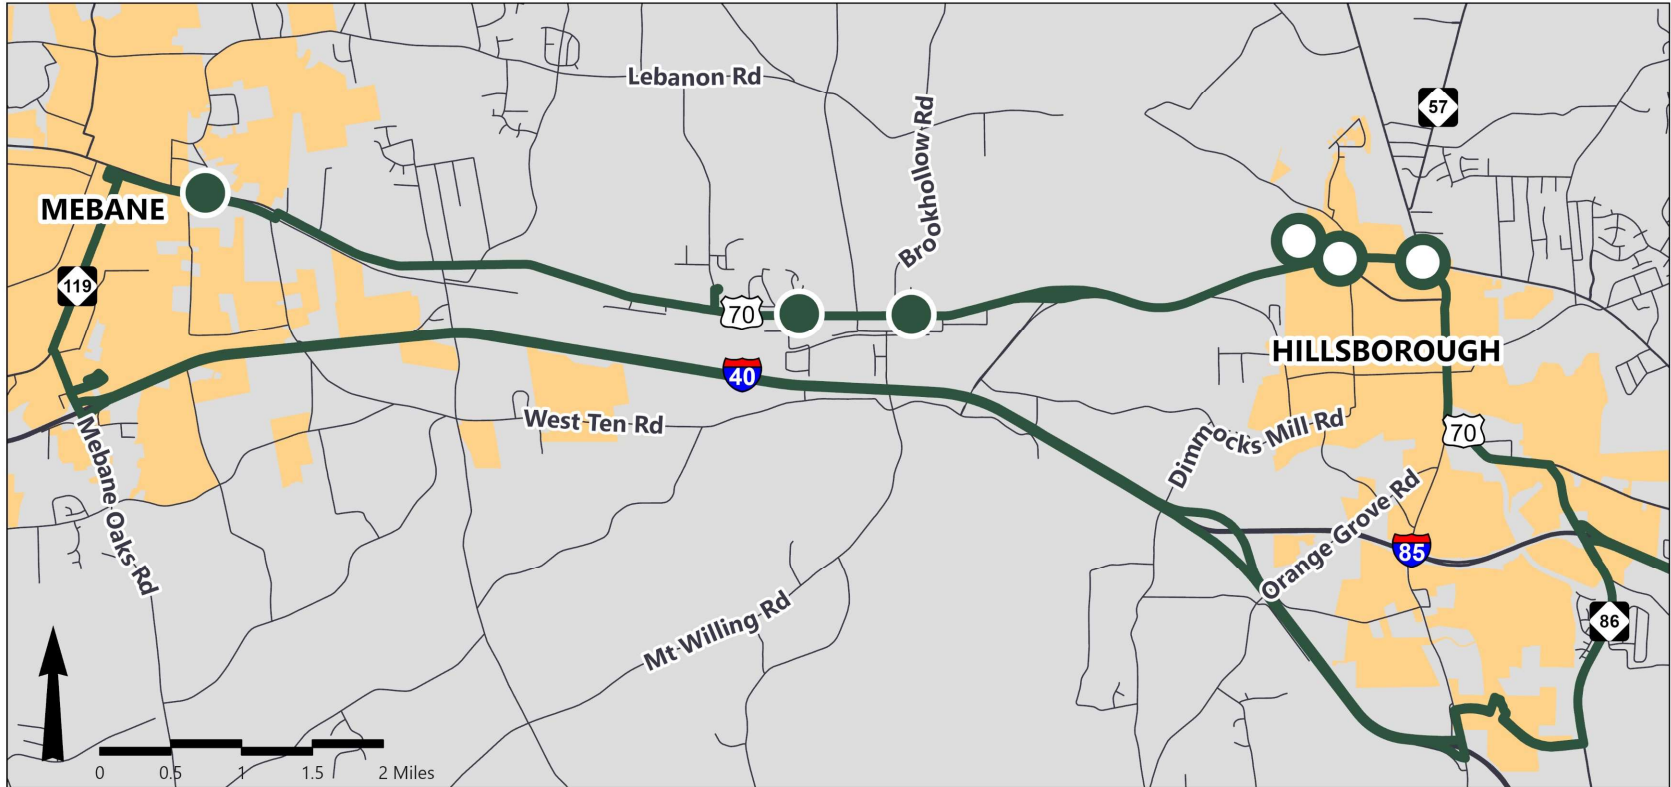 Lebanon Rd
57
Brookhollow Rd
MEBANE
119
70
HILLSBOROUGH
40
West Ten Rd
Dimmocks Mill Rd
70
Mebane Oaks Rd
Orange Grove Rd
85
Mt Willing Rd
86
0 0.5 1 1.5 2 Miles